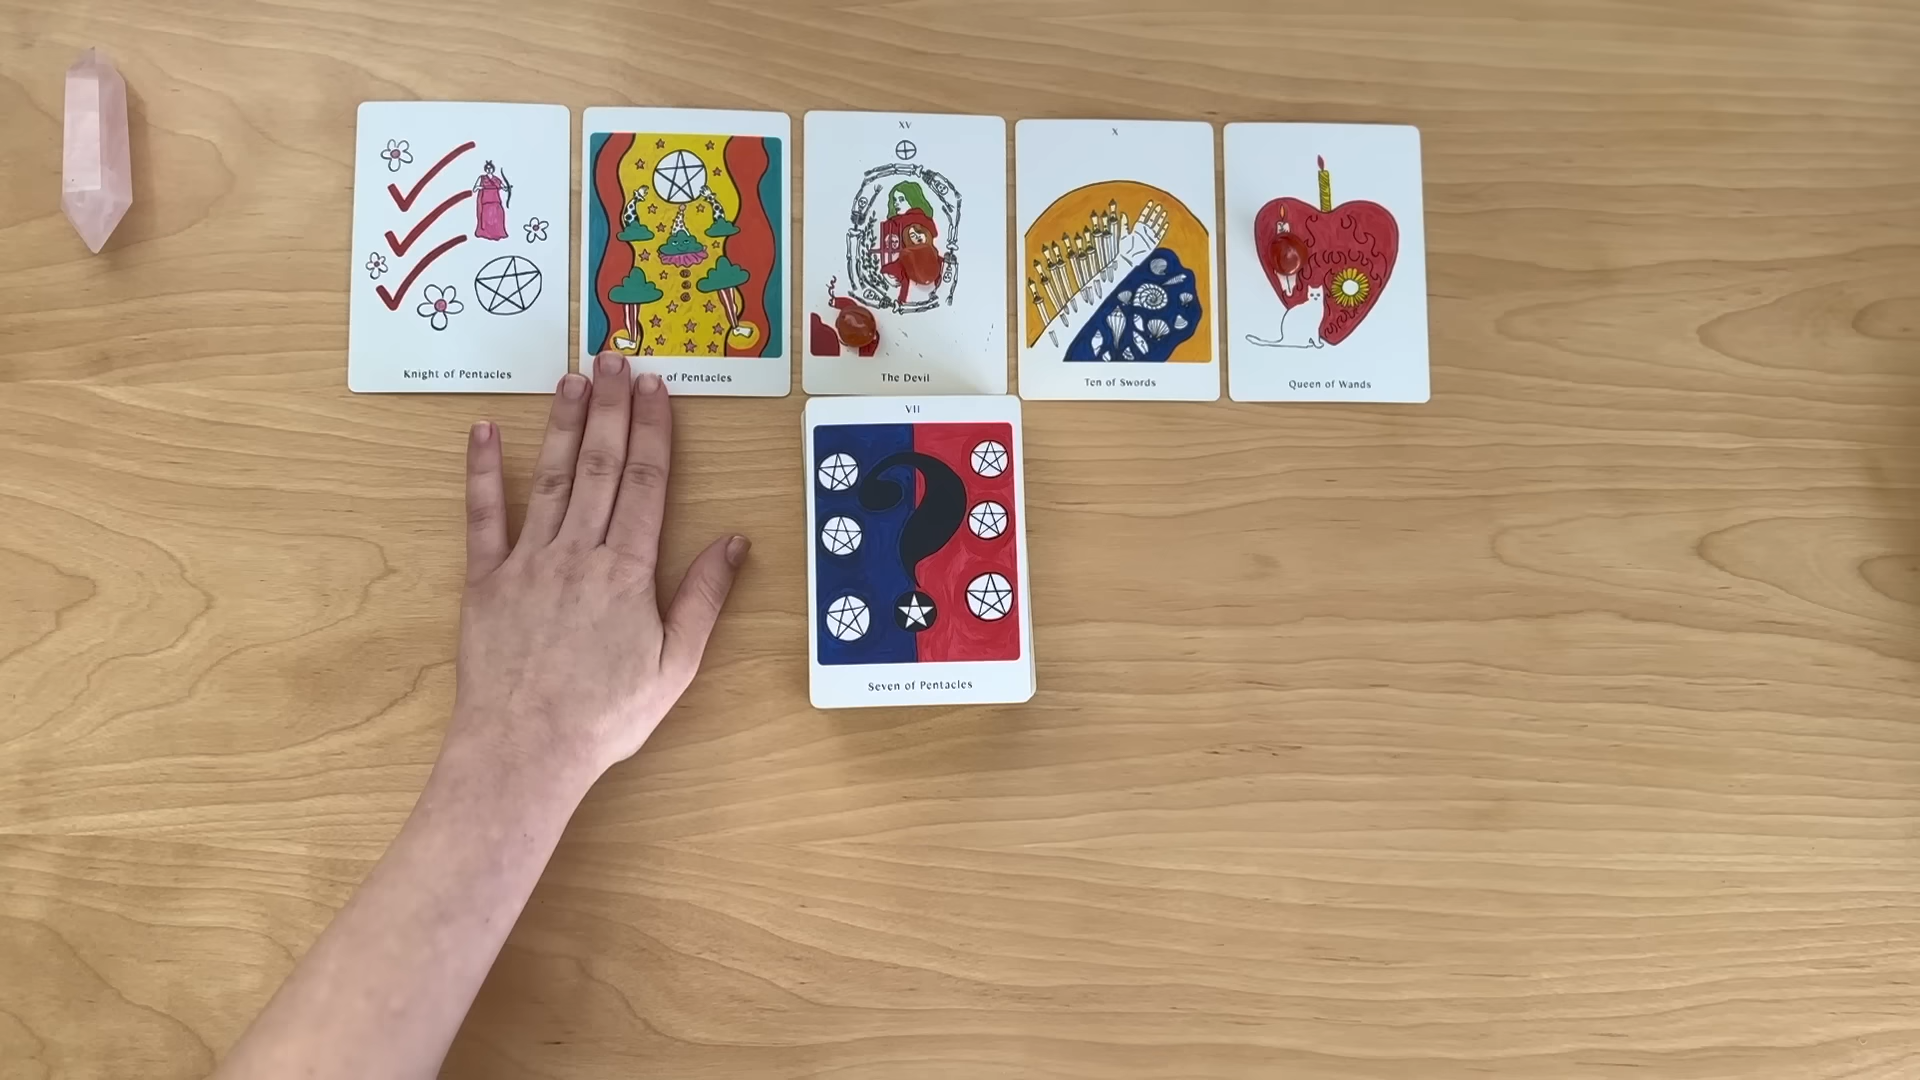 Knight of Pentacles
of Pentacles
XV
The Devil
X
Ten of Swords
Queen of Wands
VII
Seven of Pentacles